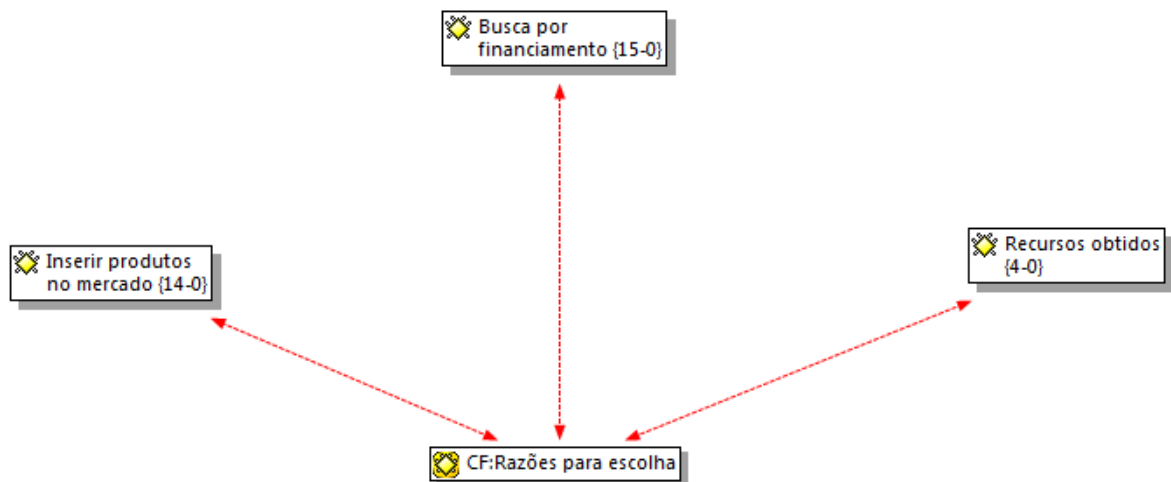 Busca por
financiamento {15-0}
Inserir produtos
no mercado {14-0}
Recursos obtidos
{4-0}
CF:Razões para escolha